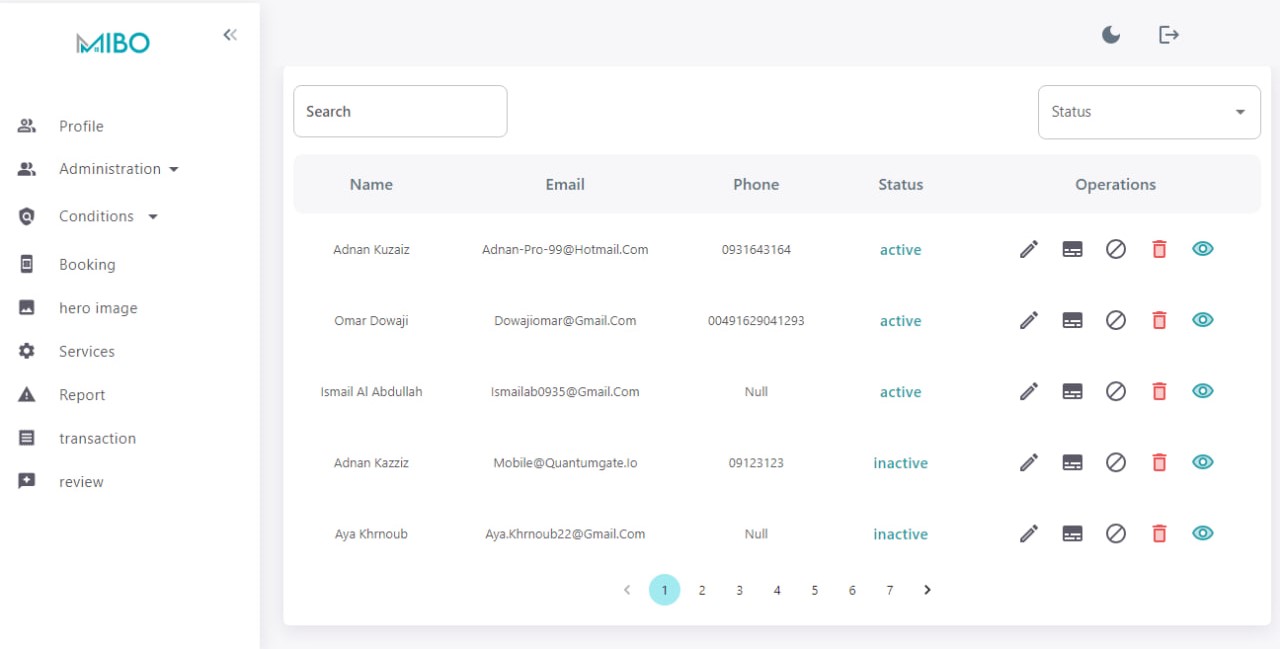 MIBO
Profile
Administration
Conditions
Booking
hero image
Services
Report
transaction
review
Search
Status
Name Email Phone Status Operations
Adnan Kuzaiz Adnan-Pro-99@Hotmail.Com 0931643164 active
Omar Dowaji Dowajiomar@Gmail.Com 00491629041293 active
Ismail Al Abdullah Ismailab0935@Gmail.Com Null active
Adnan Kazziz Mobile@Quantumgate.Io 09123123 inactive
Aya Khrnoub Aya.Khrnoub22@Gmail.Com Null inactive
1 2 3 4 5 6 7